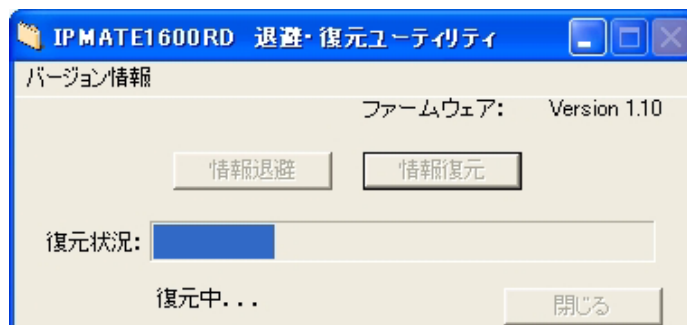 IPMATE1600RD 退避・復元ユーティリティ
バージョン情報
ファームウェア: Version 1.10
情報退避 情報復元
復元状況:
復元中...
閉じる